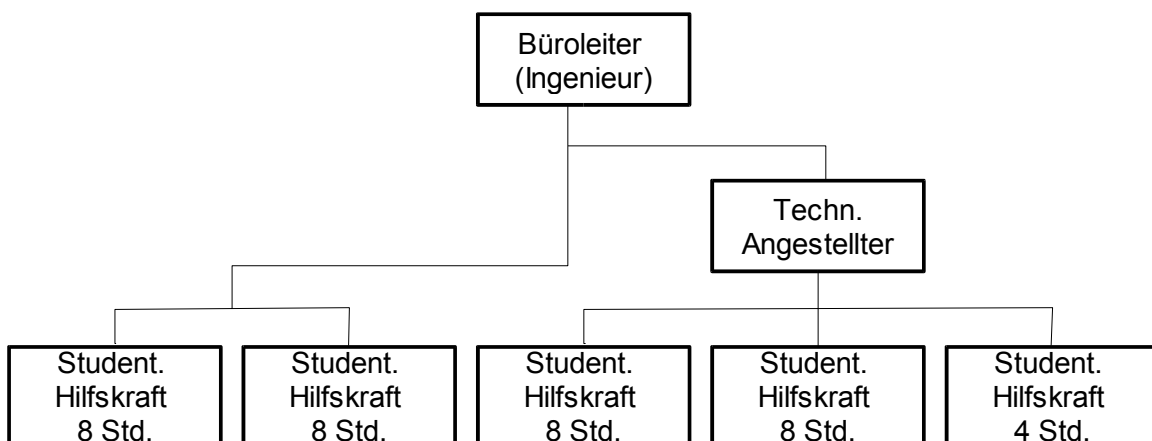 Büroleiter
(Ingenieur)
Techn.
Angestellter
Student.
Hilfskraft
8 Std.
Student.
Hilfskraft
8 Std.
Student.
Hilfskraft
8 Std.
Student.
Hilfskraft
8 Std.
Student.
Hilfskraft
4 Std.